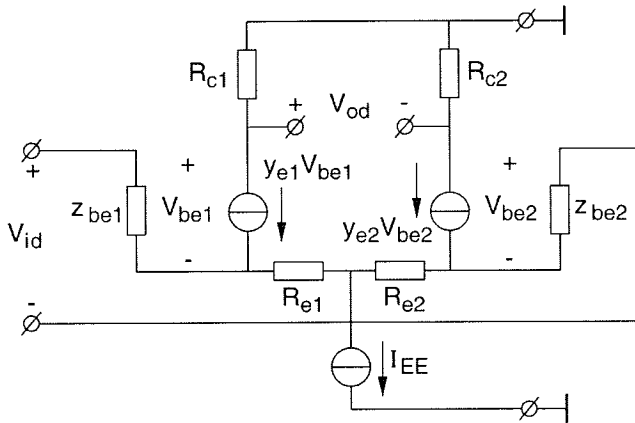 R_c1
R_c2
+ V_od -
+
z_be1
+
V_be1
-
y_e1V_be1
y_e2V_be2
+
V_be2
-
z_be2
V_id
R_e1
R_e2
-
I_EE